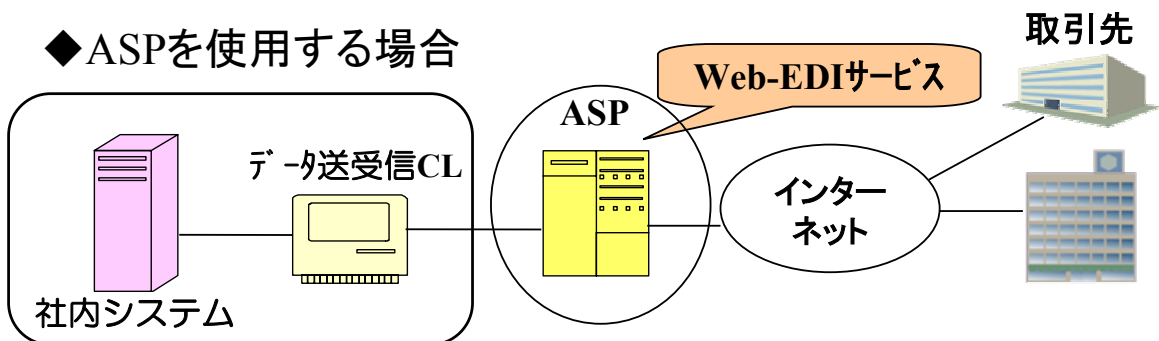 ◆ASPを使用する場合
取引先
Web-EDIサービス
ASP
データ送受信CL
インター
ネット
社内システム